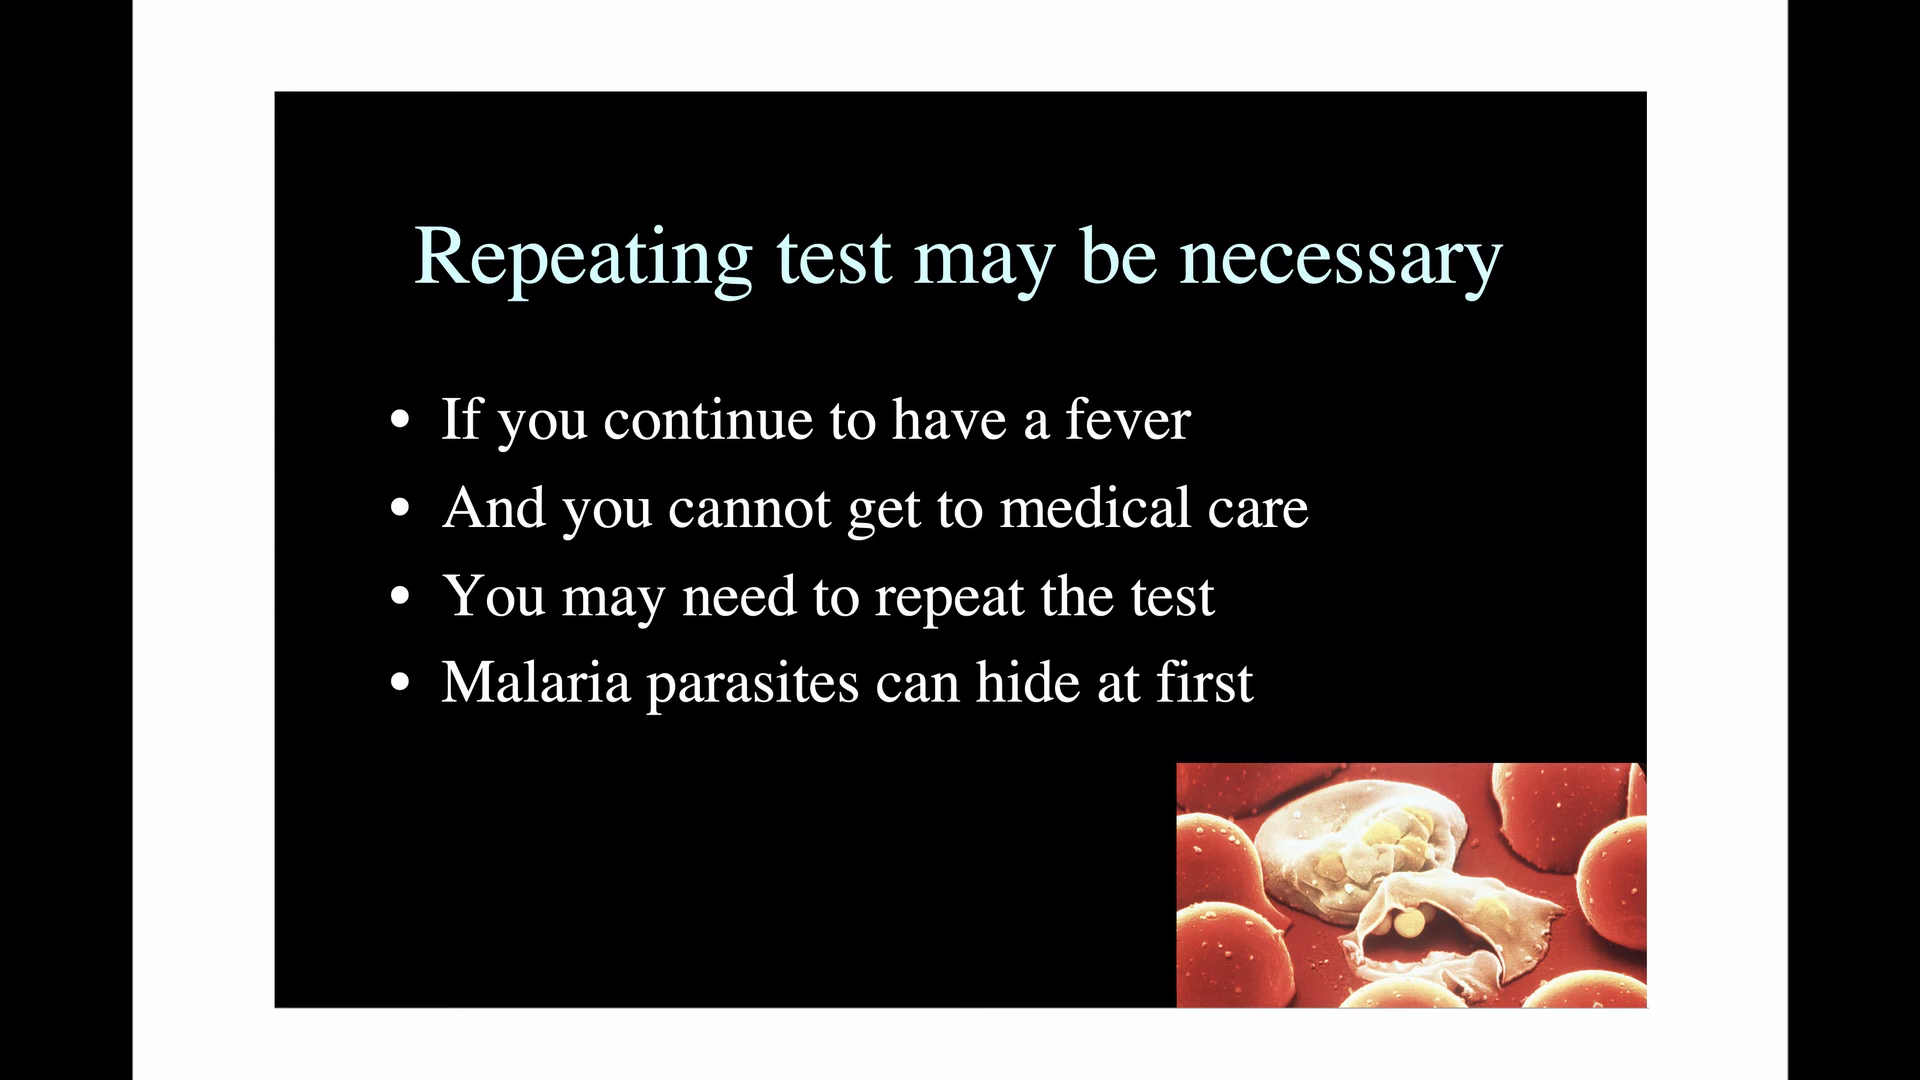 Repeating test may be necessary
• If you continue to have a fever
• And you cannot get to medical care
• You may need to repeat the test
• Malaria parasites can hide at first